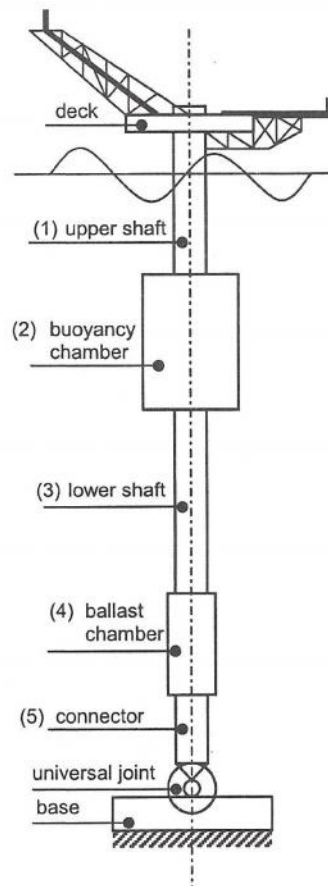 deck
(1) upper shaft
(2) buoyancy
chamber
(3) lower shaft
(4) ballast
chamber
(5) connector
universal joint
base